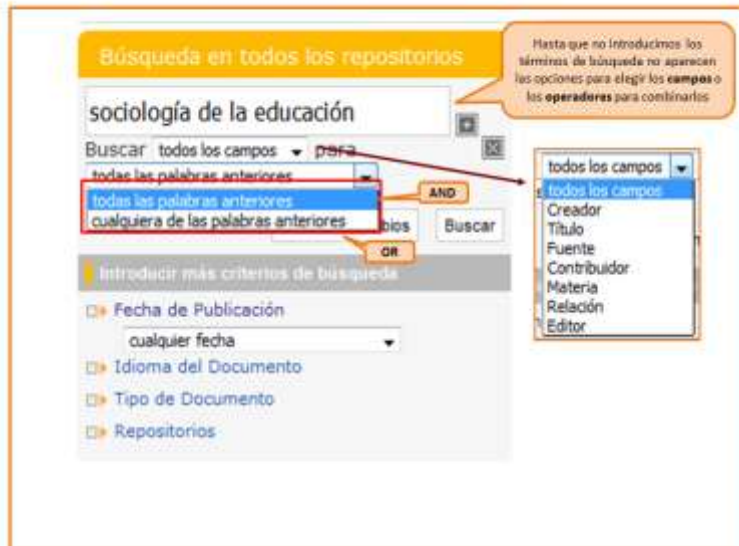 Búsqueda en todos los repositorios
Hasta que no introducimos los
términos de búsqueda no aparecen
las opciones para elegir los campos o
los operadores para combinarlos
sociología de la educación
Buscar todos los campos para
todas las palabras anteriores
todas las palabras anteriores
cualquiera de las palabras anteriores
AND
OR
Buscar
todos los campos
todos los campos
Creador
Título
Fuente
Contribuidor
Materia
Relación
Editor
Introducir más criterios de búsqueda
Fecha de Publicación
cualquier fecha
Idioma del Documento
Tipo de Documento
Repositorios